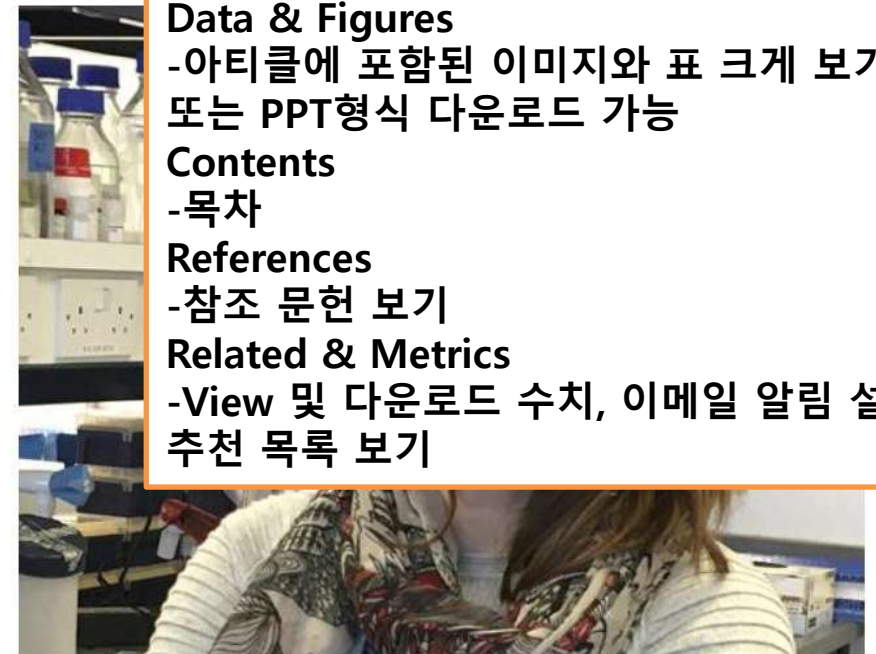 Data & Figures
-아티클에 포함된 이미지와 표 크게 보기
또는 PPT형식 다운로드 가능
Contents
-목차
References
-참조 문헌 보기
Related & Metrics
-View 및 다운로드 수치, 이메일 알림 설
추천 목록 보기